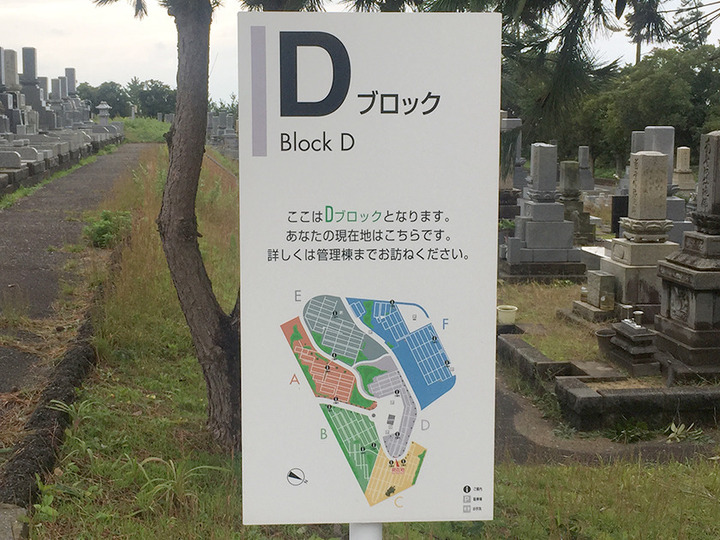 Dブロック
Block D
ここはDブロックとなります。
あなたの現在地はこちらです。
詳しくは管理棟までお訪ねください。
E
F
A
B
D
C